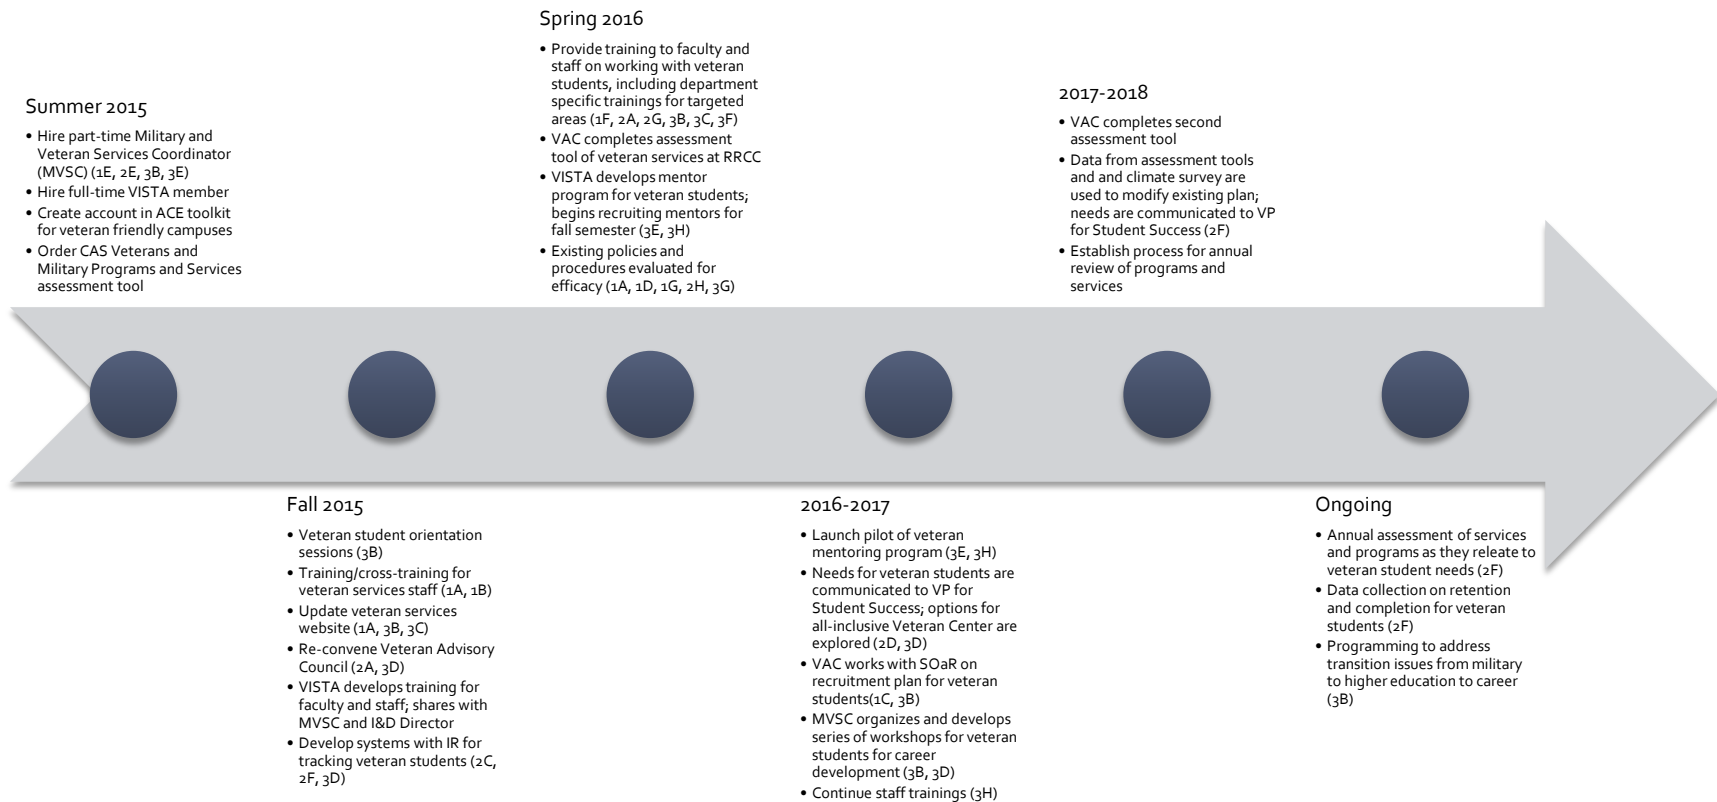 Summer 2015
• Hire part-time Military and
Veteran Services Coordinator
(MVSC) (1E, 2E, 3B, 3E)
• Hire full-time VISTA member
• Create account in ACE toolkit
for veteran friendly campuses
• Order CAS Veterans and
Military Programs and Services
assessment tool
Fall 2015
• Veteran student orientation
sessions (3B)
• Training/cross-training for
veteran services staff (1A, 1B)
• Update veteran services
website (1A, 3B, 3C)
• Re-convene Veteran Advisory
Council (2A, 3D)
• VISTA develops training for
faculty and staff; shares with
MVSC and I&D Director
• Develop systems with IR for
tracking veteran students (2C,
2F, 3D)
Spring 2016
• Provide training to faculty and
staff on working with veteran
students, including department
specific trainings for targeted
areas (1F, 2A, 2G, 3B, 3C, 3F)
• VAC completes assessment
tool of veteran services at RRCC
• VISTA develops mentor
program for veteran students;
begins recruiting mentors for
fall semester (3E, 3H)
• Existing policies and
procedures evaluated for
efficacy (1A, 1D, 1G, 2H, 3G)
2016-2017
• Launch pilot of veteran
mentoring program (3E, 3H)
• Needs for veteran students are
communicated to VP for
Student Success; options for
all-inclusive Veteran Center are
explored (2D, 3D)
• VAC works with SOaR on
recruitment plan for veteran
students(1C, 3B)
• MVSC organizes and develops
series of workshops for veteran
students for career
development (3B, 3D)
• Continue staff trainings (3H)
2017-2018
• VAC completes second
assessment tool
• Data from assessment tools
and and climate survey are
used to modify existing plan;
needs are communicated to VP
for Student Success (2F)
• Establish process for annual
review of programs and
services
Ongoing
• Annual assessment of services
and programs as they releate to
veteran student needs (2F)
• Data collection on retention
and completion for veteran
students (2F)
• Programming to address
transition issues from military
to higher education to career
(3B)